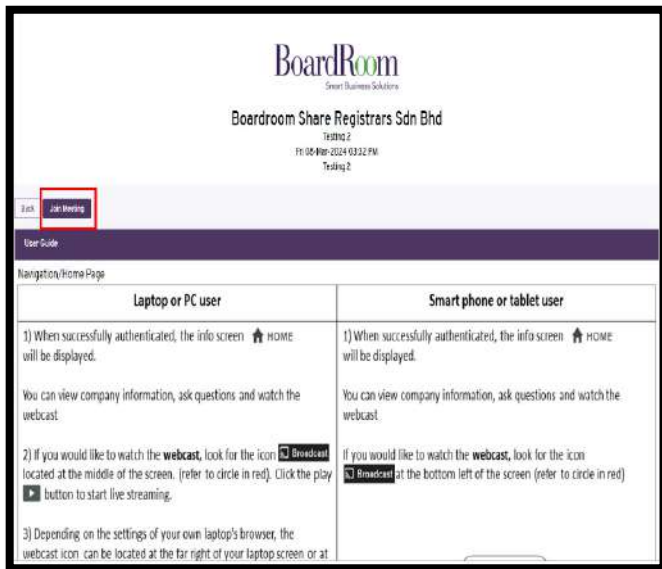 BoardRoom
Smart Business Solutions
Boardroom Share Registrars Sdn Bhd
Testing 2
Fri 08-Mar-2024 03:32 PM
Testing 2
Back Join Meeting
User Guide
Navigation/Home Page
Laptop or PC user
1) When successfully authenticated, the info screen HOME
will be displayed.
You can view company information, ask questions and watch the
webcast
2) If you would like to watch the webcast, look for the icon Broadcast
located at the middle of the screen. (refer to circle in red). Click the play
button to start live streaming.
3) Depending on the settings of your own laptop's browser, the
webcast icon can be located at the far right of your laptop screen or at
Smart phone or tablet user
1) When successfully authenticated, the info screen HOME
will be displayed.
You can view company information, ask questions and watch the
webcast
If you would like to watch the webcast, look for the icon
Broadcast at the bottom left of the screen (refer to circle in red)